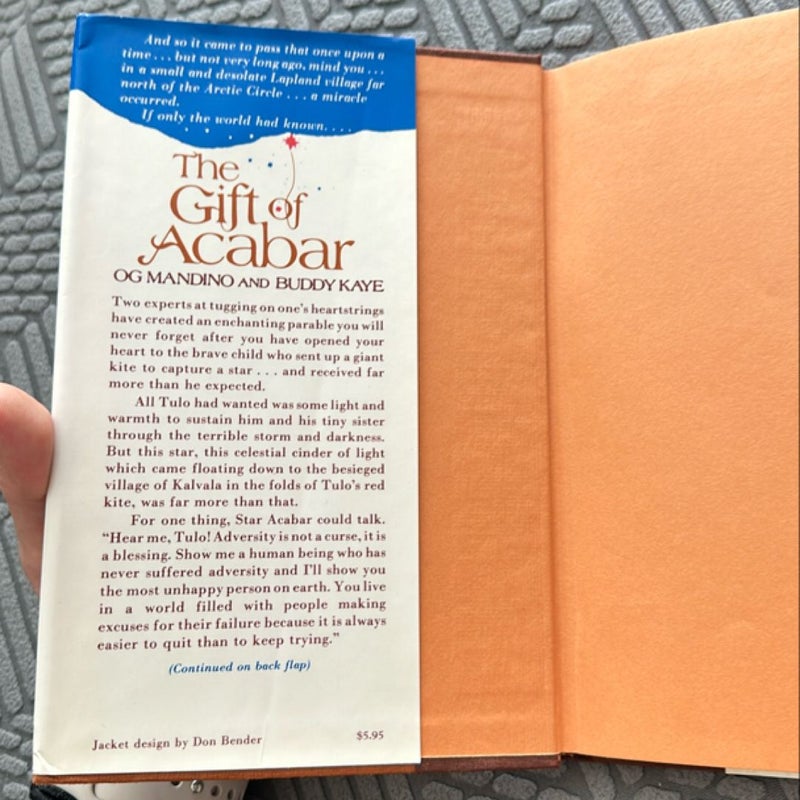 And so it came to pass that once upon a
time . . . but not very long ago, mind you . . .
in a small and desolate Lapland village far
north of the Arctic Circle . . . a miracle
occurred.
If only the world had known. . . .
The
Gift of
Acabar
OG MANDINO AND BUDDY KAYE
Two experts at tugging on one's heartstrings
have created an enchanting parable you will
never forget after you have opened your
heart to the brave child who sent up a giant
kite to capture a star . . . and received far
more than he expected.
All Tulo had wanted was some light and
warmth to sustain him and his tiny sister
through the terrible storm and darkness.
But this star, this celestial cinder of light
which came floating down to the besieged
village of Kalvala in the folds of Tulo's red
kite, was far more than that.
For one thing, Star Acabar could talk.
"Hear me, Tulo! Adversity is not a curse, it is
a blessing. Show me a human being who has
never suffered adversity and I'll show you
the most unhappy person on earth. You live
in a world filled with people making
excuses for their failure because it is always
easier to quit than to keep trying."
(Continued on back flap)
Jacket design by Don Bender
$5.95